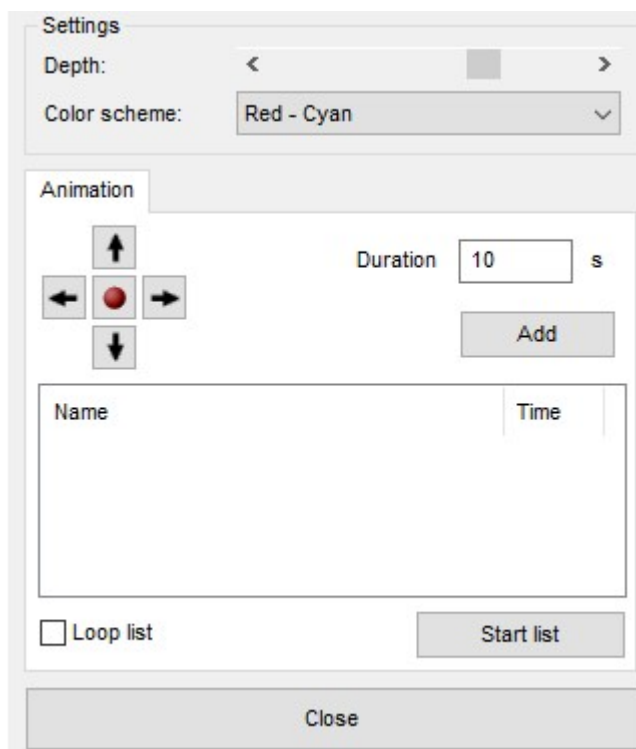 Settings
Depth:
Color scheme: Red - Cyan
Animation
Duration 10 s
Add
Name Time
Loop list Start list
Close